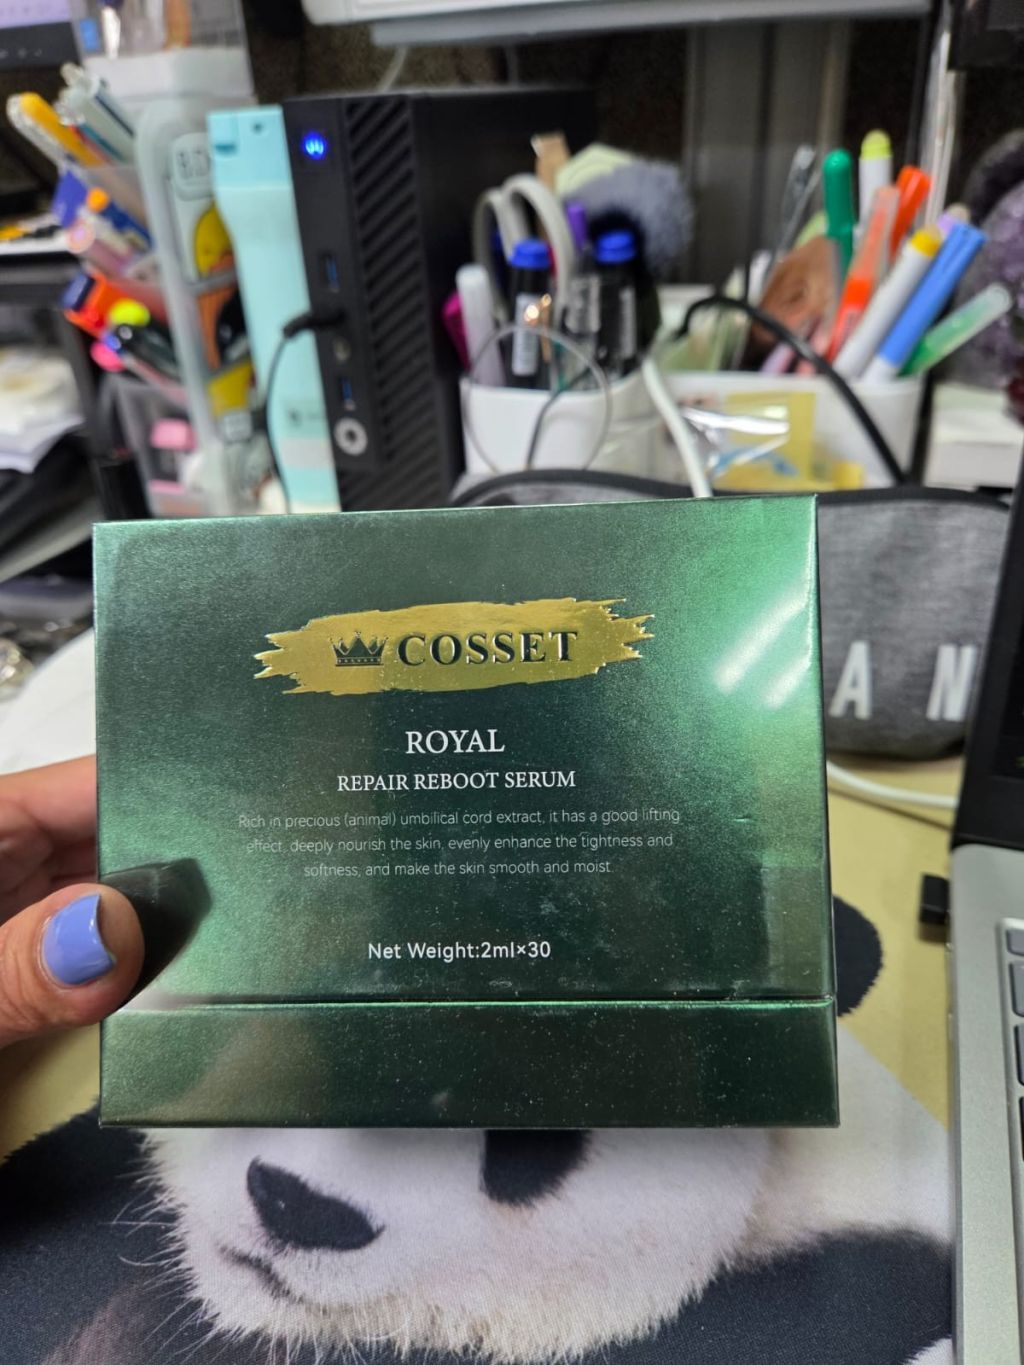 COSSET
ROYAL
REPAIR REBOOT SERUM
Rich in precious (animal) umbilical cord extract, it has a good lifting
effect, deeply nourish the skin, evenly enhance the tightness and
softness, and make the skin smooth and moist.
Net Weight:2ml×30
A N